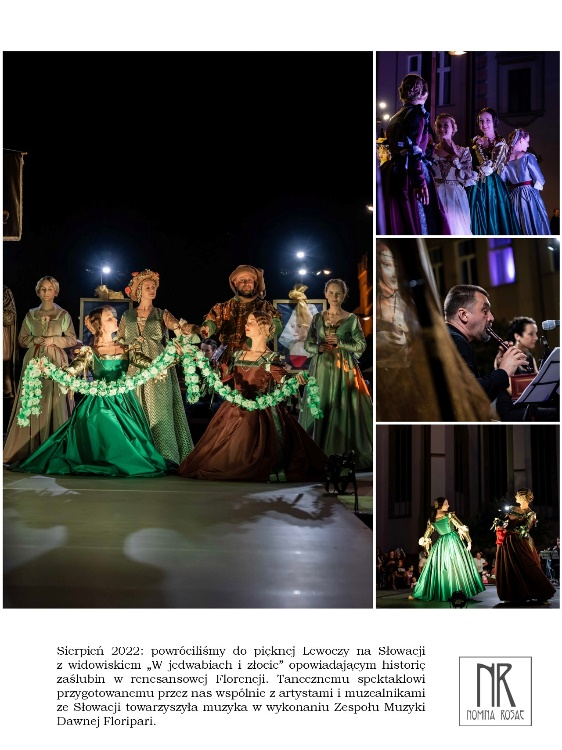 Sierpień 2022: powróciliśmy do pięknej Lewoczy na Słowacji
z widowiskiem „W jedwabiach i złocie" opowiadającym historię
zaślubin w renesansowej Florencji. Tanecznemu spektaklowi
przygotowanemu przez nas wspólnie z artystami i muzealnikami
ze Słowacji towarzyszyła muzyka w wykonaniu Zespołu Muzyki
Dawnej Floripari.
NR
NOMINA ROSAE